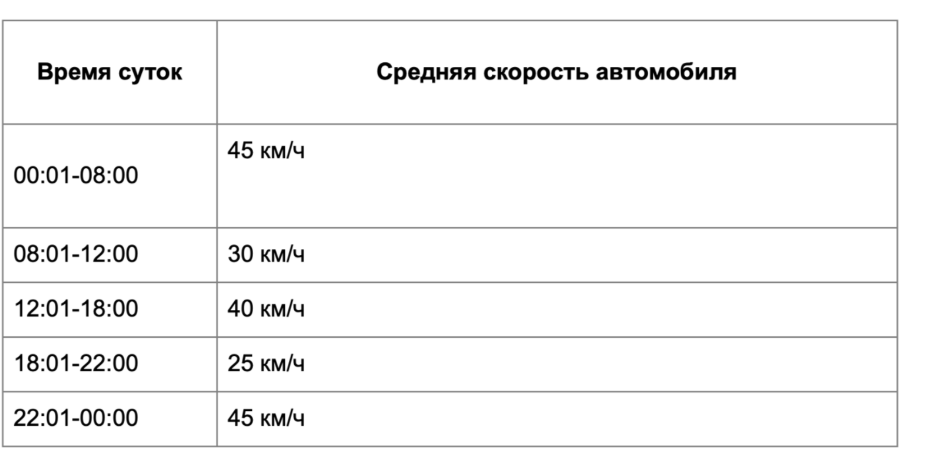 Время суток
Средняя скорость автомобиля
00:01-08:00
45 км/ч
08:01-12:00
30 км/ч
12:01-18:00
40 км/ч
18:01-22:00
25 км/ч
22:01-00:00
45 км/ч